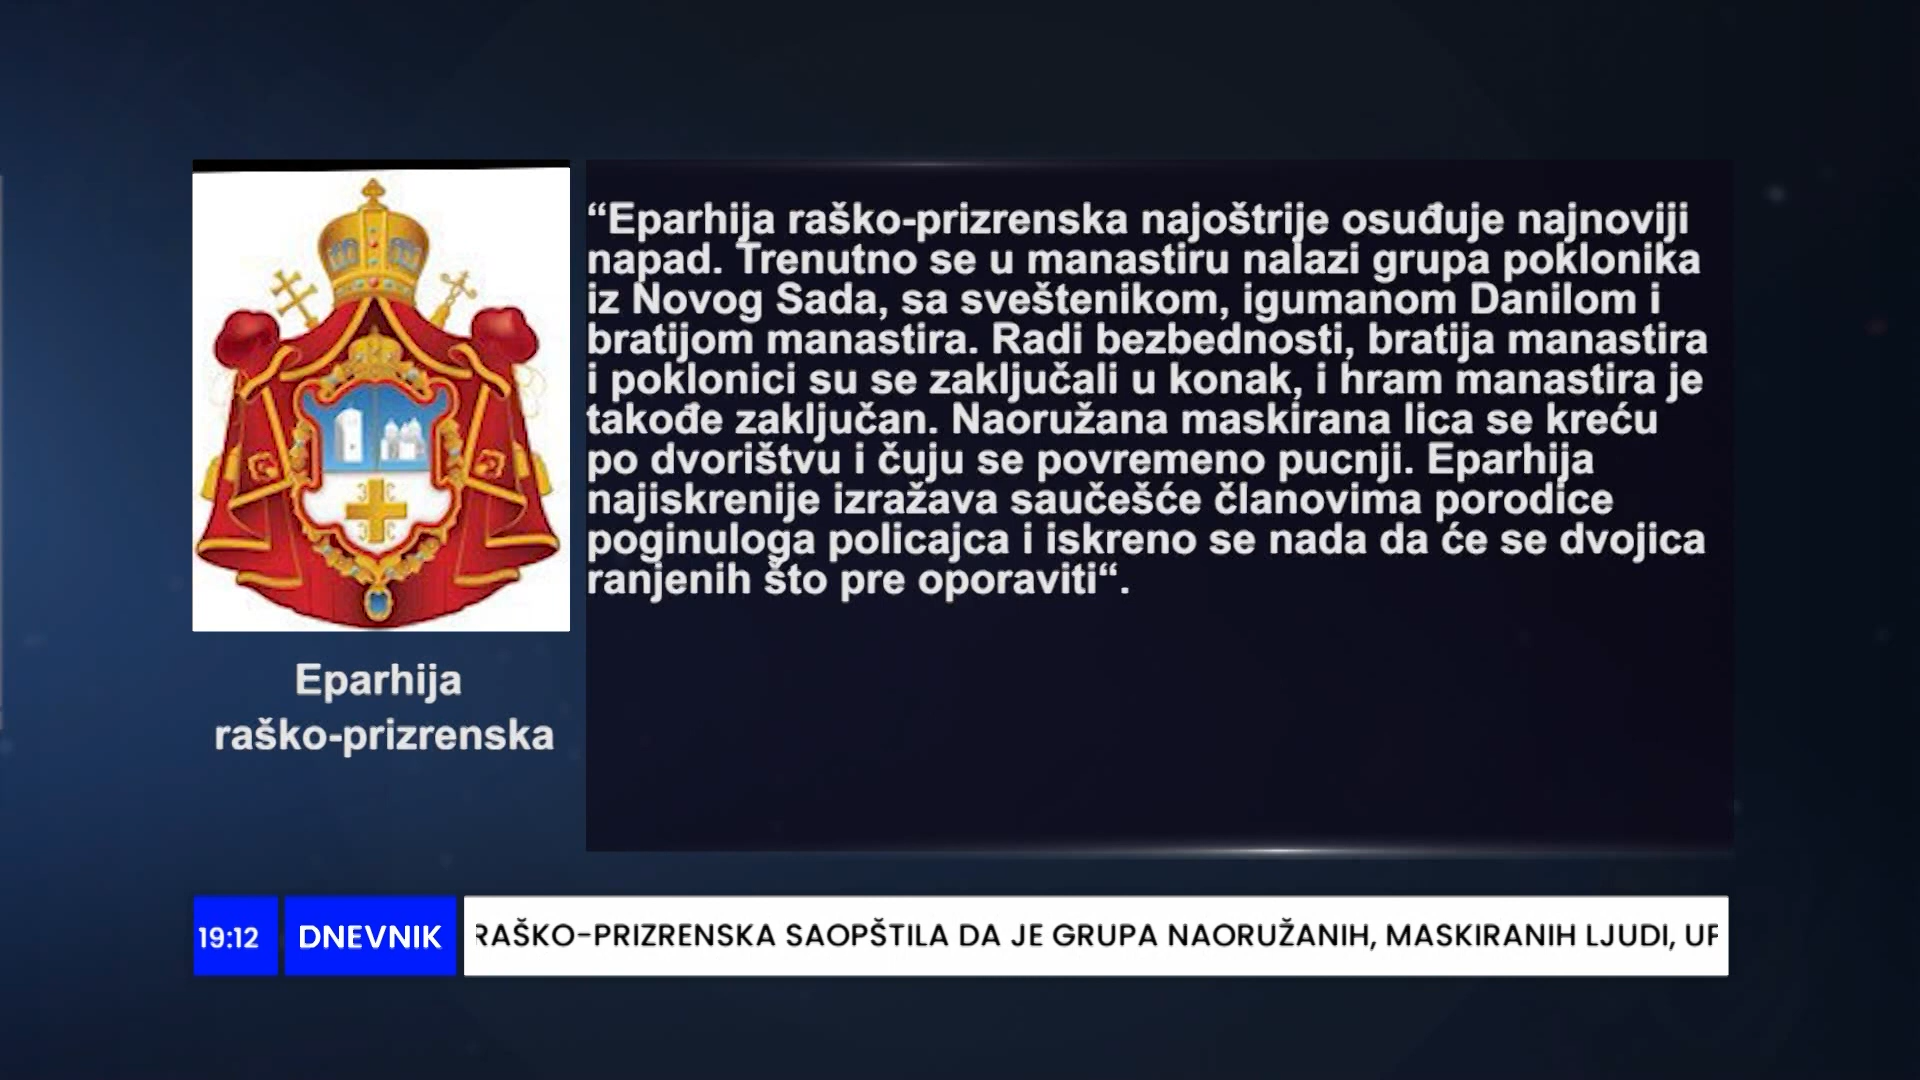 “Eparhija raško-prizrenska najoštrije osuđuje najnoviji
napad. Trenutno se u manastiru nalazi grupa poklonika
iz Novog Sada, sa sveštenikom, igumanom Danilom i
bratijom manastira. Radi bezbednosti, bratija manastira
i poklonici su se zaključali u konak, i hram manastira je
takođe zaključan. Naoružana maskirana lica se kreću
po dvorištvu i čuju se povremeno pucnji. Eparhija
najiskrenije izražava saučešće članovima porodice
poginuloga policajca i iskreno se nada da će se dvojica
ranjenih što pre oporaviti“.
Eparhija
raško-prizrenska
19:12
DNEVNIK
RAŠKO-PRIZRENSKA SAOPŠTILA DA JE GRUPA NAORUŽANIH, MASKIRANIH LJUDI,